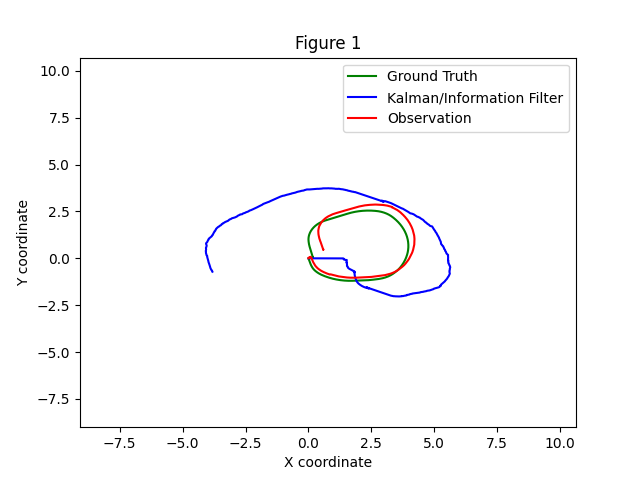 Figure 1
Ground Truth
Kalman/Information Filter
Observation
10.0
7.5
5.0
2.5
0.0
−2.5
−5.0
−7.5
Y coordinate
−7.5 −5.0 −2.5 0.0 2.5 5.0 7.5 10.0
X coordinate